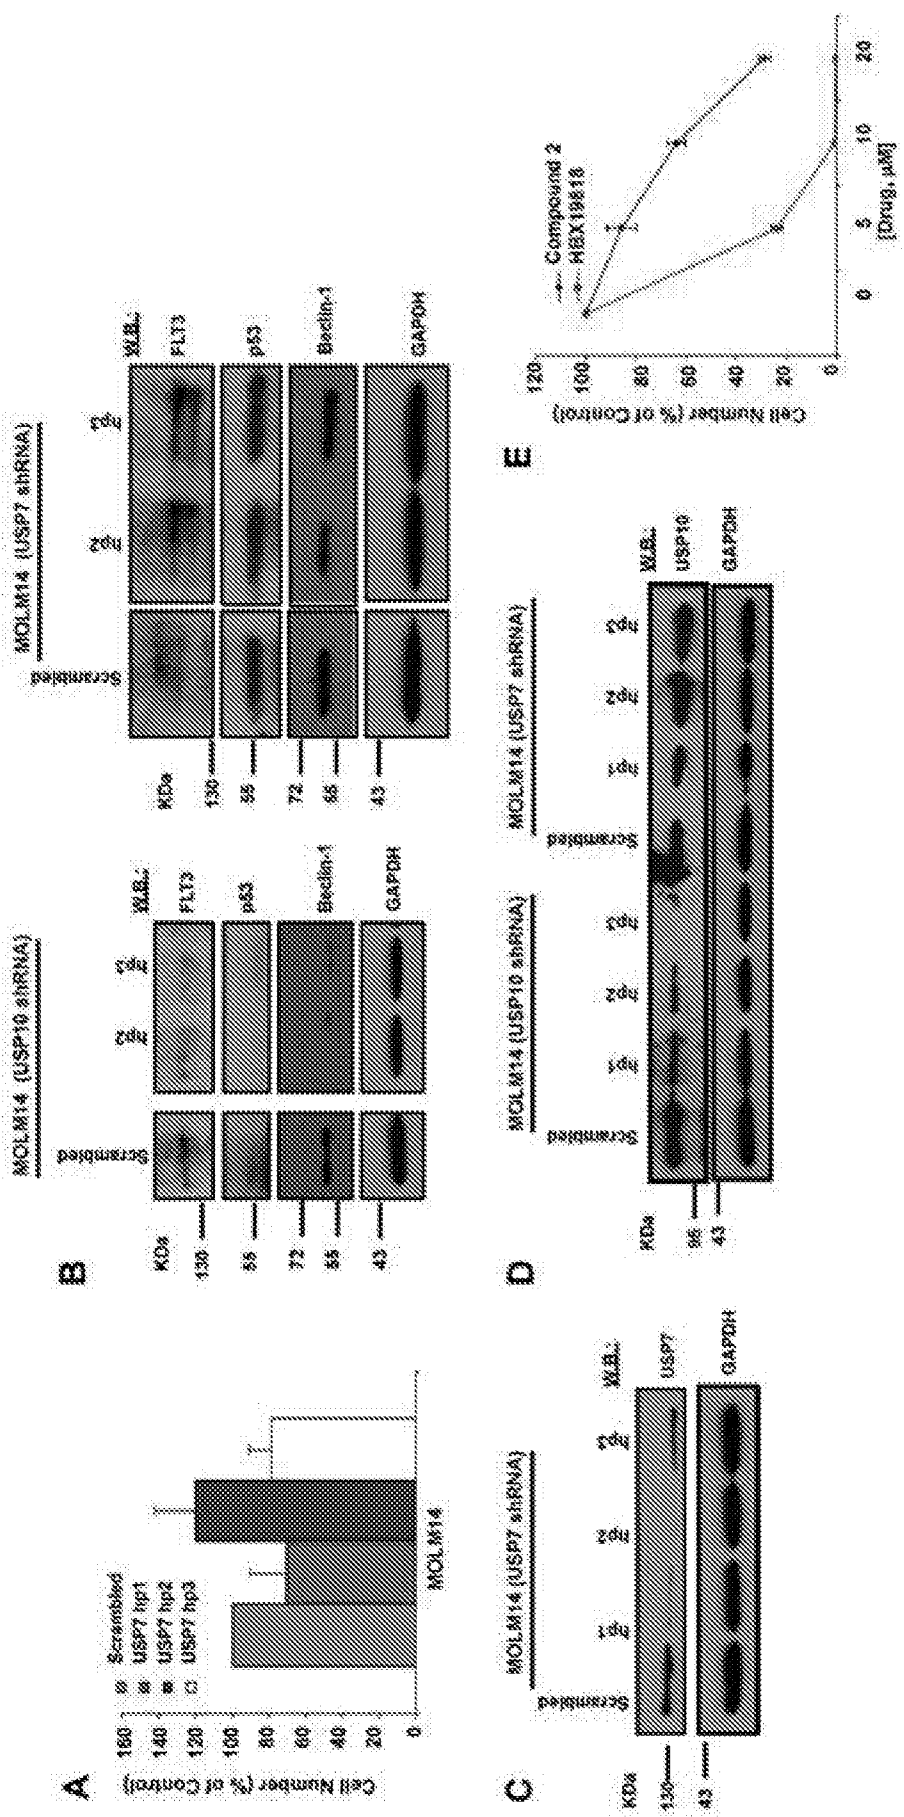 A
Cell Number (% of Control)
160
140
120
100
80
60
40
20
0
Scrambled
USP7 hp1
USP7 hp2
USP7 hp3
MOLM14
B
MOLM14 (USP10 shRNA)
Scrambled
hp2
hp3
KDa
W.B.:
130
FLT3
55
p53
72
55
Beclin-1
43
GAPDH
MOLM14 (USP7 shRNA)
Scrambled
hp2
hp3
KDa
W.B.:
130
FLT3
55
p53
72
55
Beclin-1
43
GAPDH
C
MOLM14 (USP7 shRNA)
Scrambled
hp1
hp2
hp3
KDa
W.B.:
130
USP7
43
GAPDH
D
MOLM14 (USP10 shRNA)
MOLM14 (USP7 shRNA)
Scrambled
hp1
hp2
hp3
Scrambled
hp1
hp2
hp3
KDa
W.B.:
95
USP10
43
GAPDH
E
Cell Number (% of Control)
120
100
80
60
40
20
0
Compound 2
HBX19818
0
5
10
20
[Drug, µM]